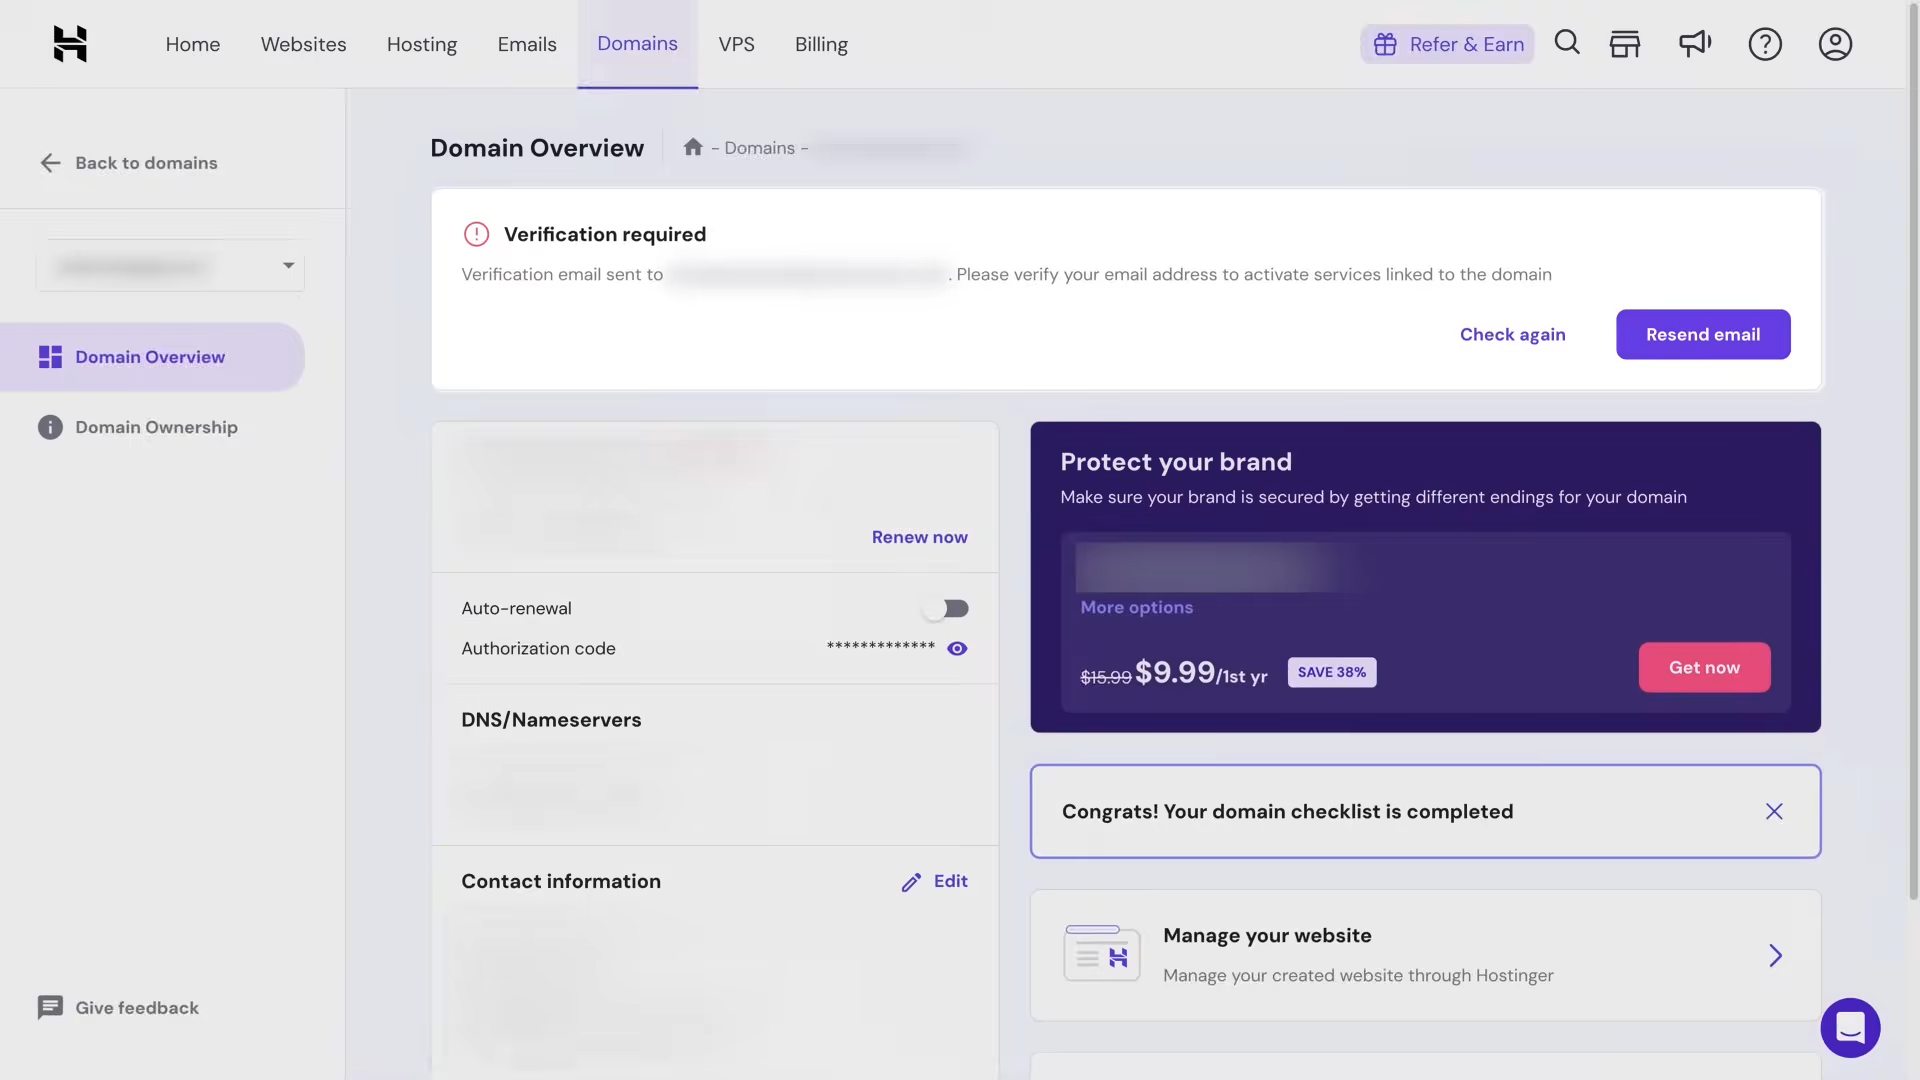 Home Websites Hosting Emails Domains VPS Billing Refer & Earn
Back to domains
Domain Overview
Domain Ownership
Give feedback
Domain Overview - Domains -
Verification required
Verification email sent to . Please verify your email address to activate services linked to the domain
Check again Resend email
Renew now
Auto-renewal
Authorization code *************
DNS/Nameservers
Contact information Edit
Protect your brand
Make sure your brand is secured by getting different endings for your domain
More options
$15.99 $9.99/1st yr SAVE 38% Get now
Congrats! Your domain checklist is completed
Manage your website
Manage your created website through Hostinger